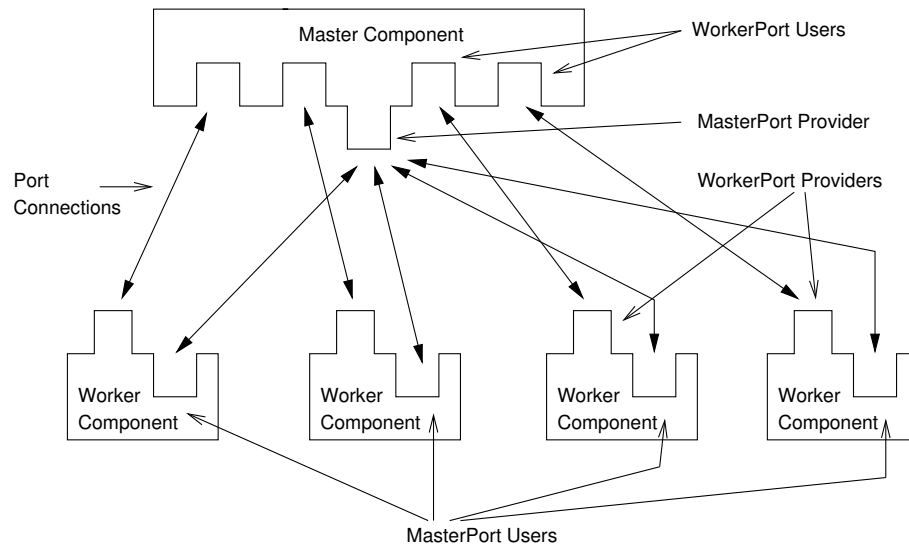 Master Component
WorkerPort Users
MasterPort Provider
Port
Connections
WorkerPort Providers
Worker
Component
Worker
Component
Worker
Component
Worker
Component
MasterPort Users